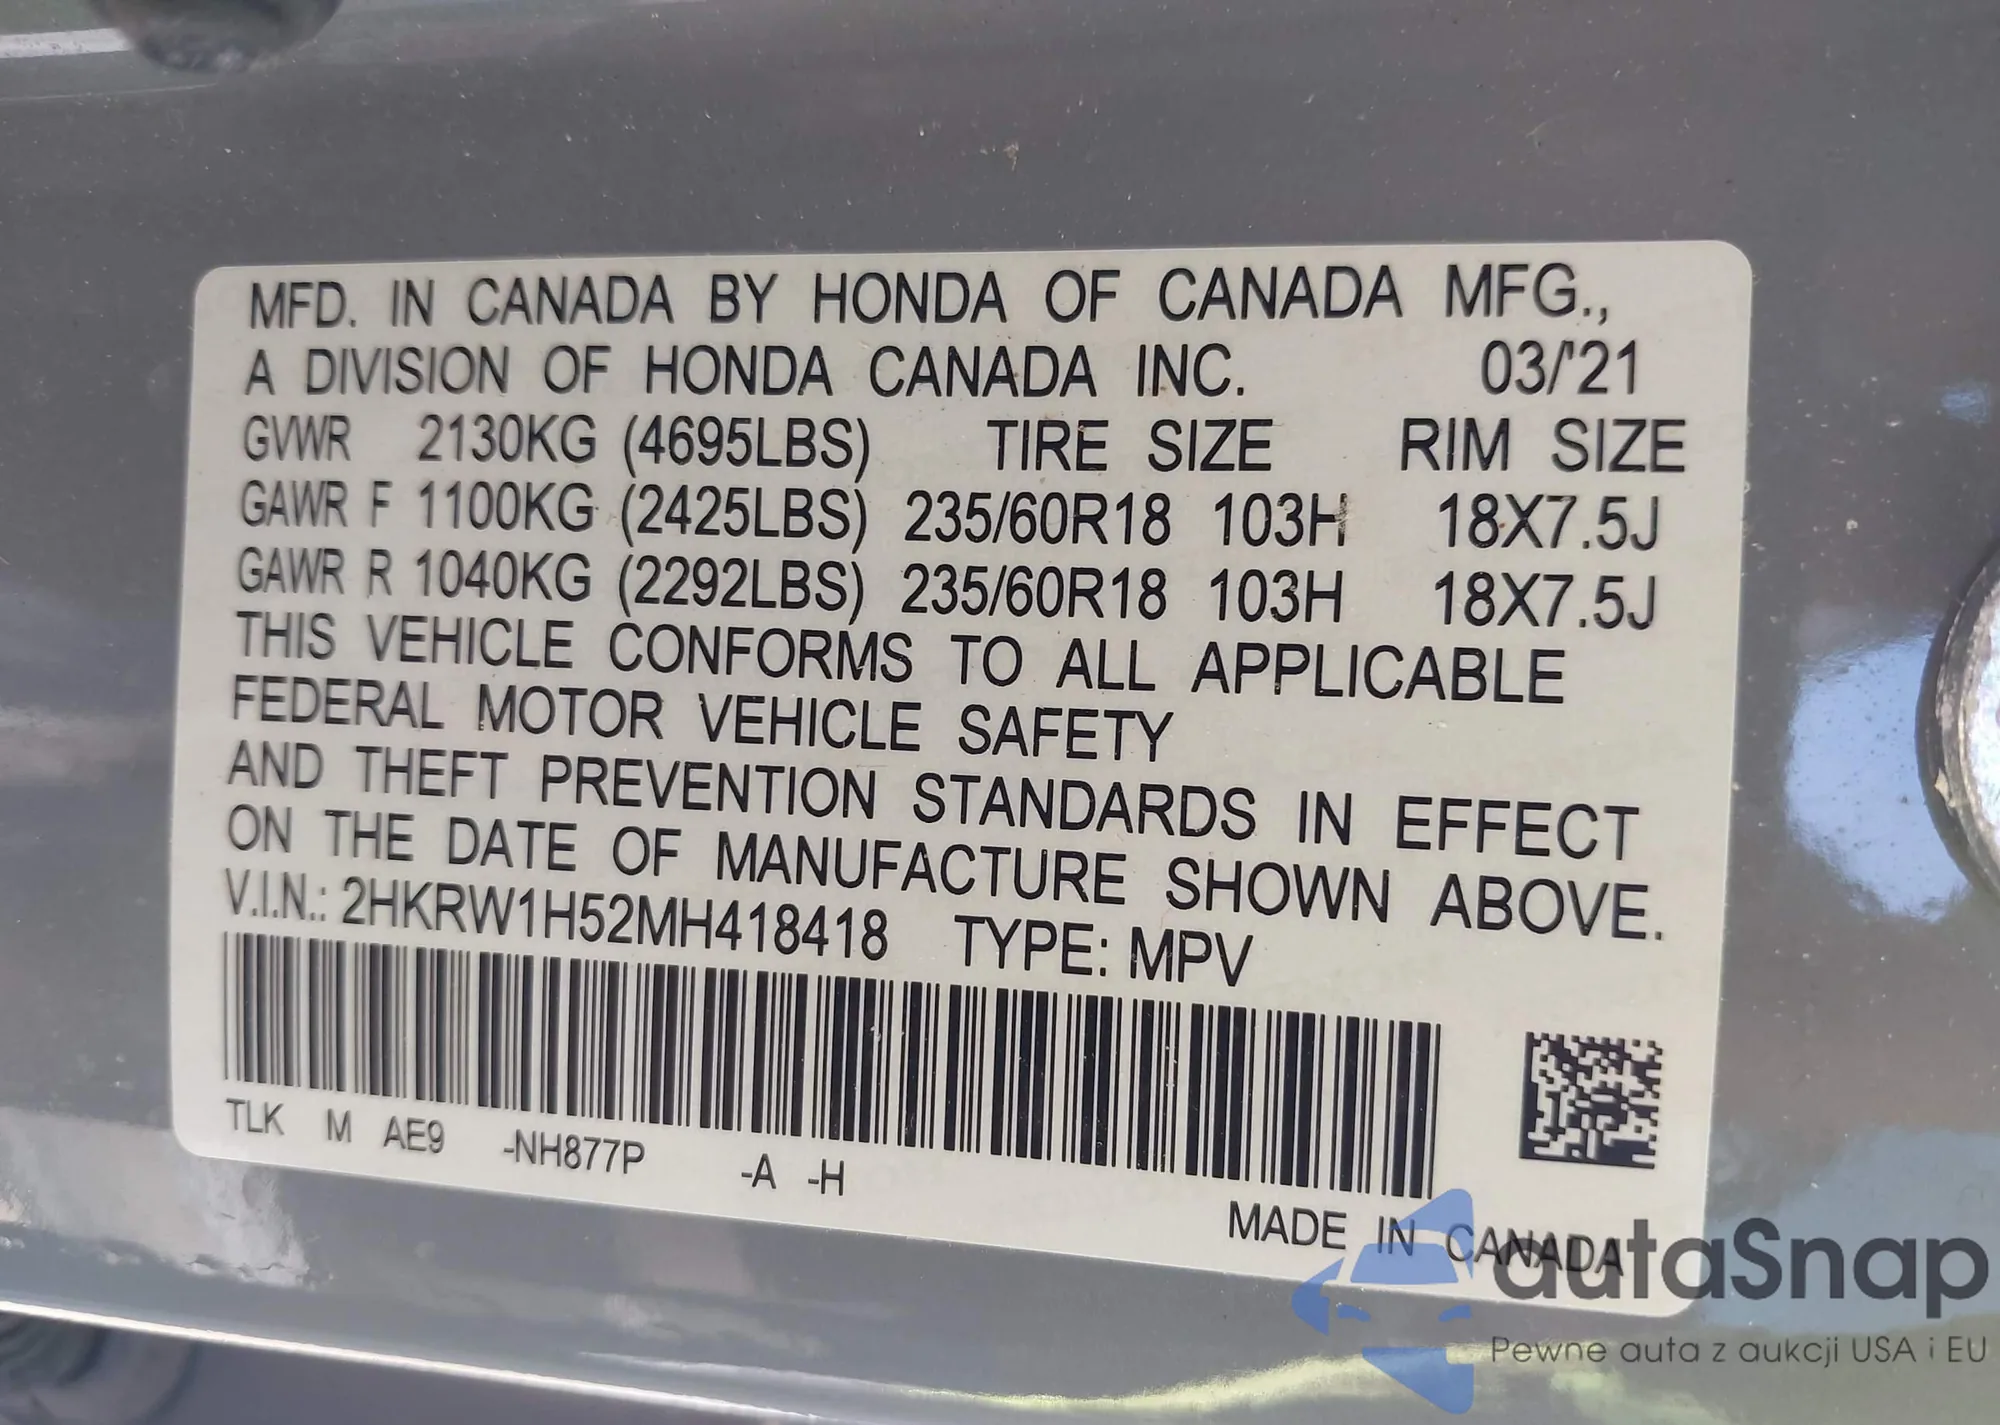 MFD. IN CANADA BY HONDA OF CANADA MFG.,
A DIVISION OF HONDA CANADA INC. 03/'21
GVWR 2130KG (4695LBS) TIRE SIZE RIM SIZE
GAWR F 1100KG (2425LBS) 235/60R18 103H 18X7.5J
GAWR R 1040KG (2292LBS) 235/60R18 103H 18X7.5J
THIS VEHICLE CONFORMS TO ALL APPLICABLE
FEDERAL MOTOR VEHICLE SAFETY
AND THEFT PREVENTION STANDARDS IN EFFECT
ON THE DATE OF MANUFACTURE SHOWN ABOVE.
V.I.N.: 2HKRW1H52MH418418 TYPE: MPV
TLK M AE9 -NH877P -A -H
MADE IN CANADA
autaSnap
Pewne auta z aukcji USA i EU